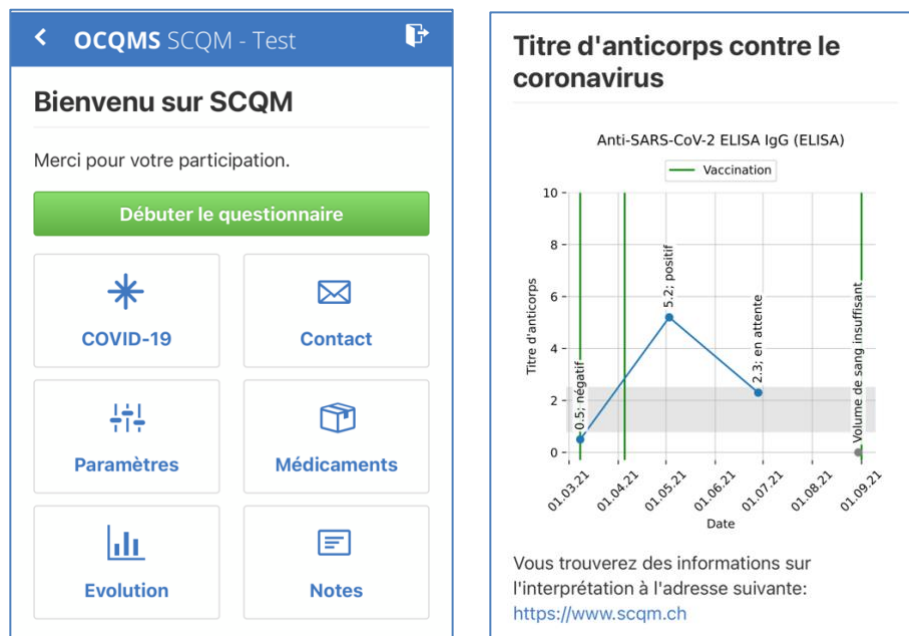 OCQMS SCQM - Test
Bienvenu sur SCQM
Merci pour votre participation.
Débuter le questionnaire
COVID-19
Contact
Paramètres
Médicaments
Evolution
Notes
Titre d'anticorps contre le
coronavirus
Anti-SARS-CoV-2 ELISA IgG (ELISA)
Vaccination
Titre d'anticorps
10
8
6
4
2
0
0.5; négatif
5.2; positif
2.3; en attente
Volume de sang insuffisant
01.03.21
01.04.21
01.05.21
01.06.21
01.07.21
01.08.21
01.09.21
Date
Vous trouverez des informations sur
l'interprétation à l'adresse suivante:
https://www.scqm.ch